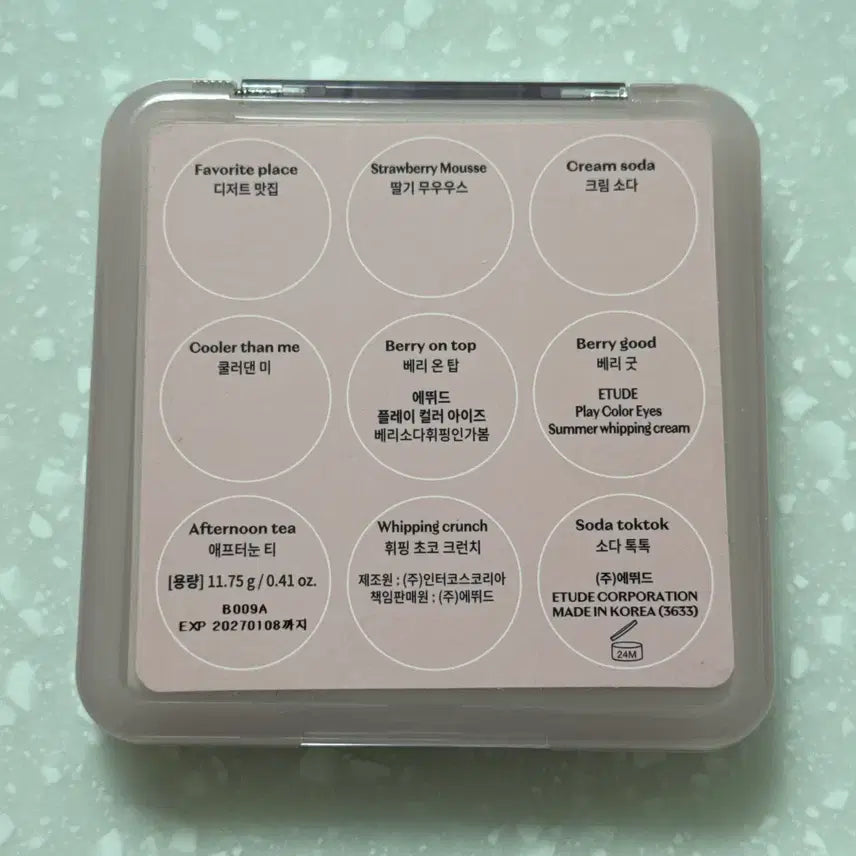 Favorite place
디저트 맛집
Strawberry Mousse
딸기 무우우스
Cream soda
크림 소다
Cooler than me
쿨러댄 미
Berry on top
베리 온 탑
에뛰드
플레이 컬러 아이즈
베리소다휘핑인가봄
Berry good
베리 굿
ETUDE
Play Color Eyes
Summer whipping cream
Afternoon tea
애프터눈 티
[용량] 11.75 g / 0.41 oz.
B009A
EXP 20270108까지
Whipping crunch
휘핑 초코 크런치
제조원 : (주)인터코스코리아
책임판매원 : (주)에뛰드
Soda toktok
소다 톡톡
(주)에뛰드
ETUDE CORPORATION
MADE IN KOREA (3633)
24M